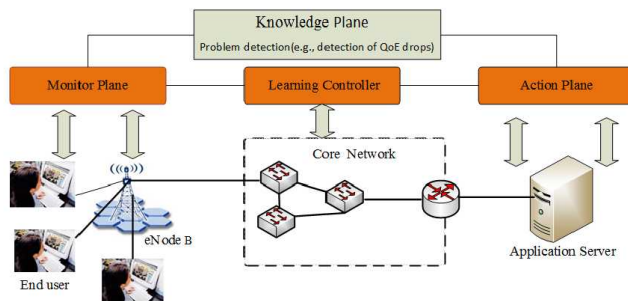 Knowledge Plane
Problem detection(e.g., detection of QoE drops)
Monitor Plane
Learning Controller
Action Plane
Core Network
eNode B
End user
Application Server